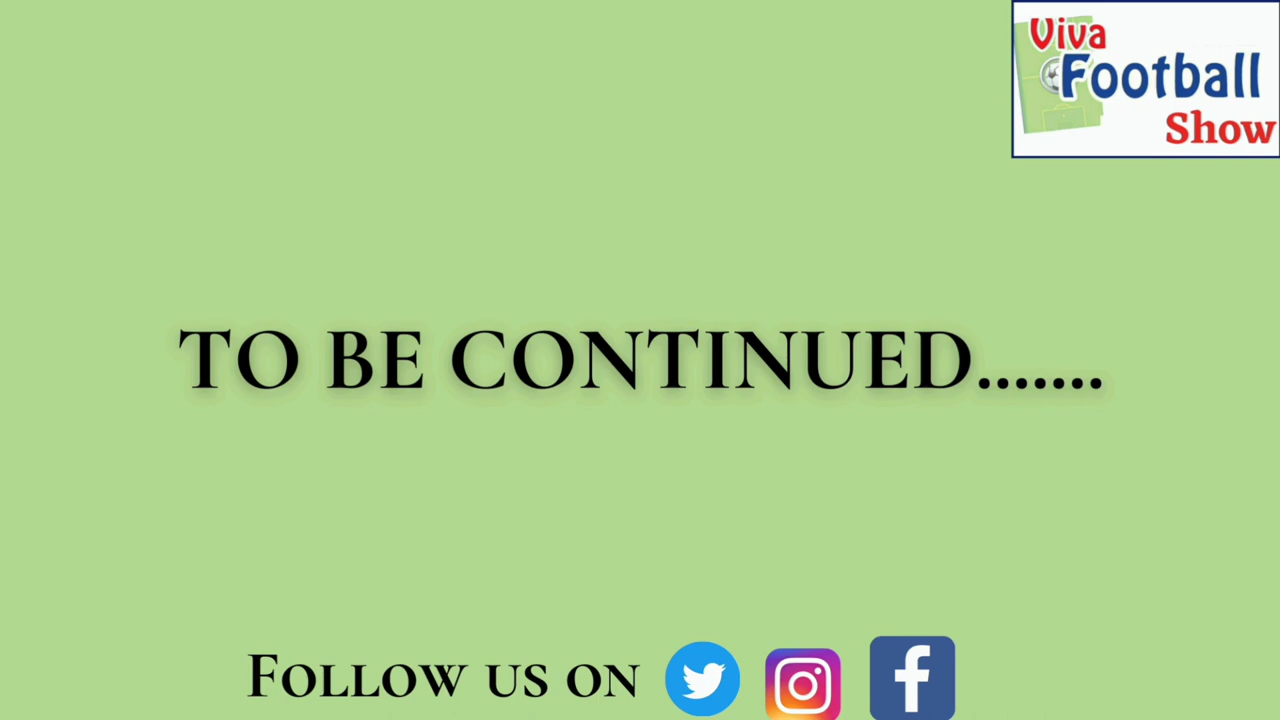 Viva
Football
Show
TO BE CONTINUED.......
FOLLOW US ON